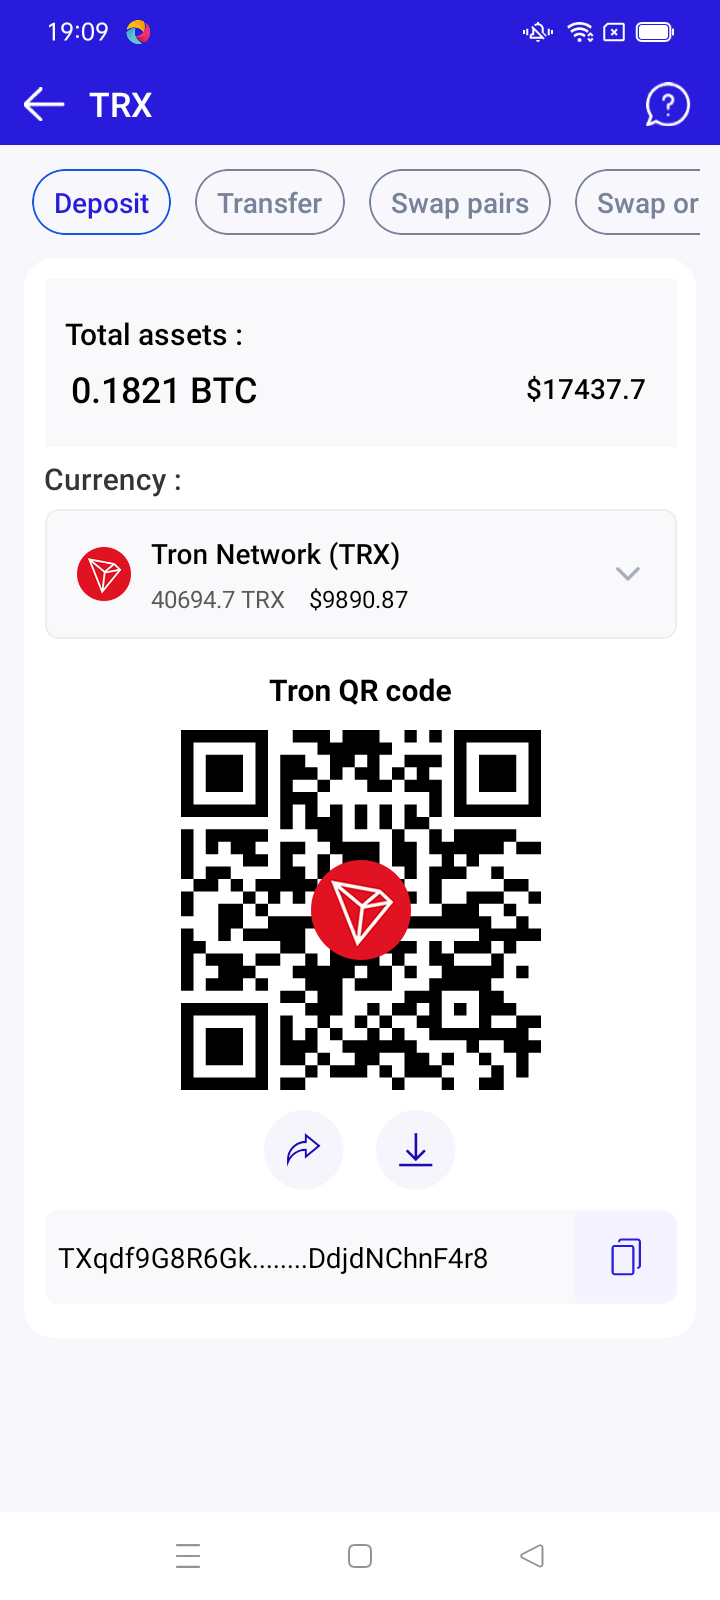 19:09
TRX
Deposit
Transfer
Swap pairs
Swap or
Total assets :
0.1821 BTC
$17437.7
Currency :
Tron Network (TRX)
40694.7 TRX $9890.87
Tron QR code
TXqdf9G8R6Gk........DdjdNChnF4r8